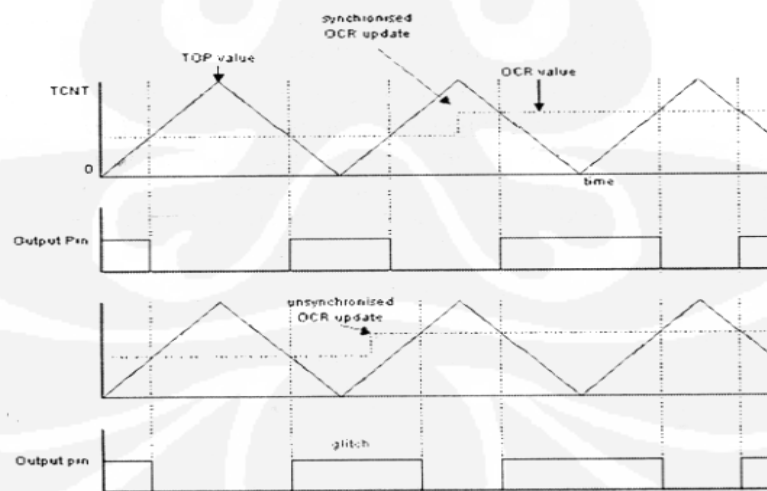 synchronised
OCR update
TOP value
OCR value
TCNT
0
time
Output Pin
unsynchronised
OCR update
glitch
Output pin